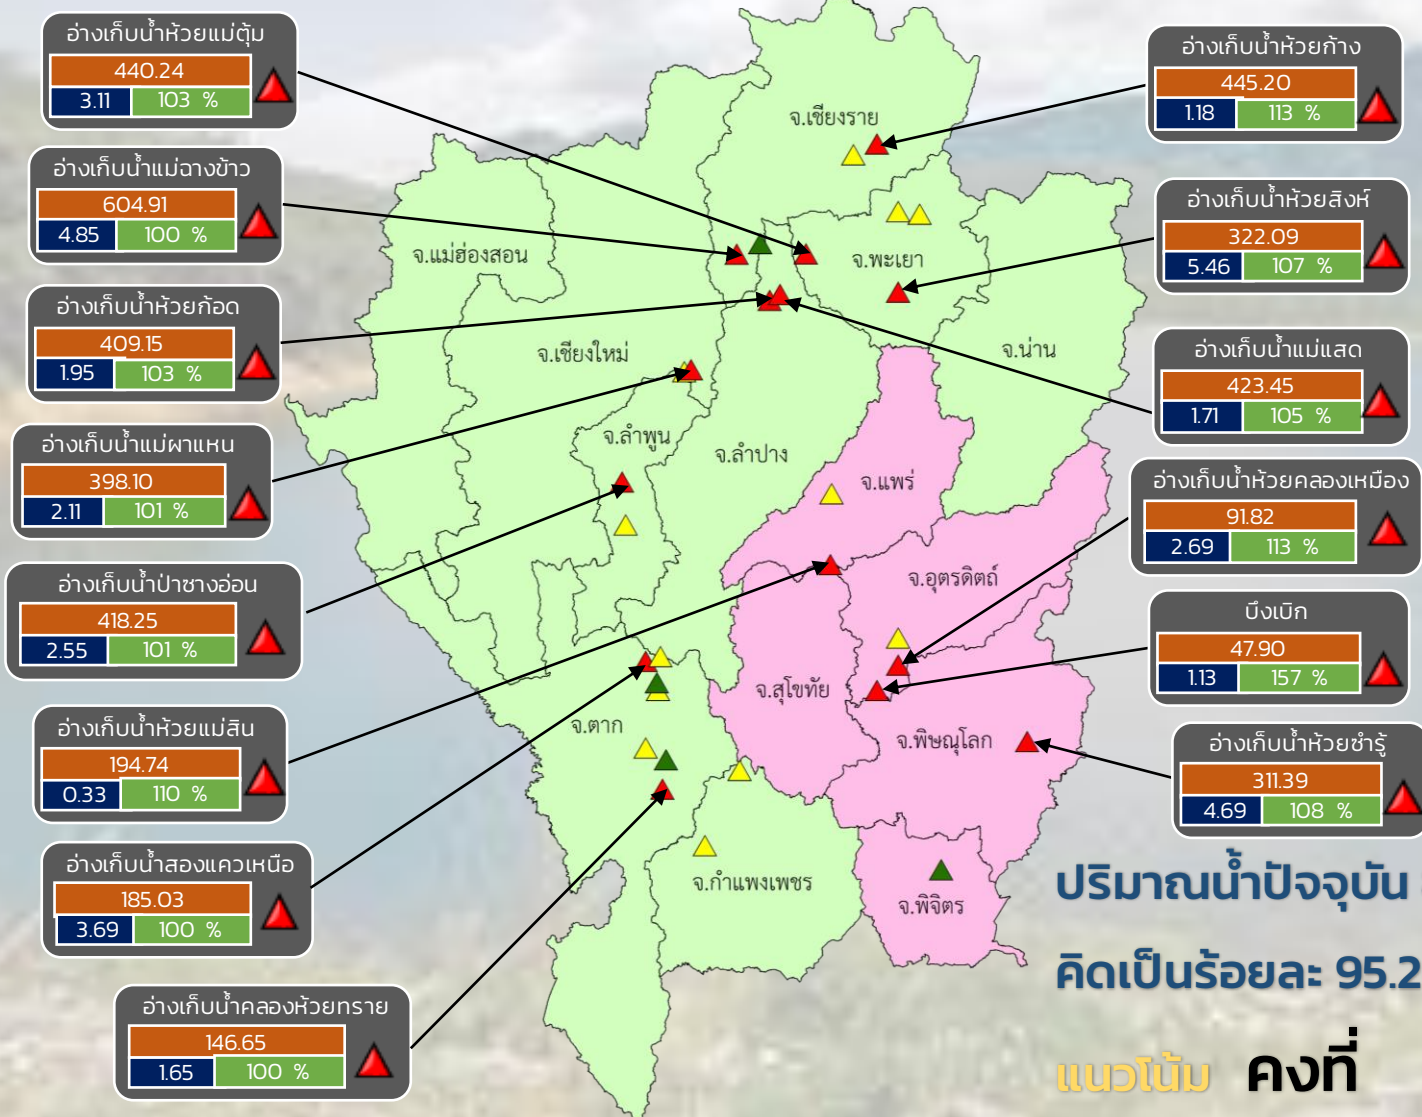 อ่างเก็บน้ำห้วยแม่ตุ้ม
440.24
3.11 103 %
อ่างเก็บน้ำแม่ฉางข้าว
604.91
4.85 100 %
อ่างเก็บน้ำห้วยก้อด
409.15
1.95 103 %
อ่างเก็บน้ำแม่ผาแหน
398.10
2.11 101 %
อ่างเก็บน้ำป่าซางอ่อน
418.25
2.55 101 %
อ่างเก็บน้ำห้วยแม่สิน
194.74
0.33 110 %
อ่างเก็บน้ำสองแควเหนือ
185.03
3.69 100 %
อ่างเก็บน้ำคลองห้วยทราย
146.65
1.65 100 %
จ.เชียงราย
จ.แม่ฮ่องสอน
จ.พะเยา
จ.เชียงใหม่
จ.น่าน
จ.ลำพูน
จ.ลำปาง
จ.แพร่
จ.อุตรดิตถ์
จ.สุโขทัย
จ.ตาก
จ.พิษณุโลก
จ.กำแพงเพชร
จ.พิจิตร
อ่างเก็บน้ำห้วยก้าง
445.20
1.18 113 %
อ่างเก็บน้ำห้วยสิงห์
322.09
5.46 107 %
อ่างเก็บน้ำแม่แสด
423.45
1.71 105 %
อ่างเก็บน้ำห้วยคลองเหมือง
91.82
2.69 113 %
บึงเบิก
47.90
1.13 157 %
อ่างเก็บน้ำห้วยซำรู้
311.39
4.69 108 %
ปริมาณน้ำปัจจุบัน
คิดเป็นร้อยละ 95.2
แนวโน้ม คงที่